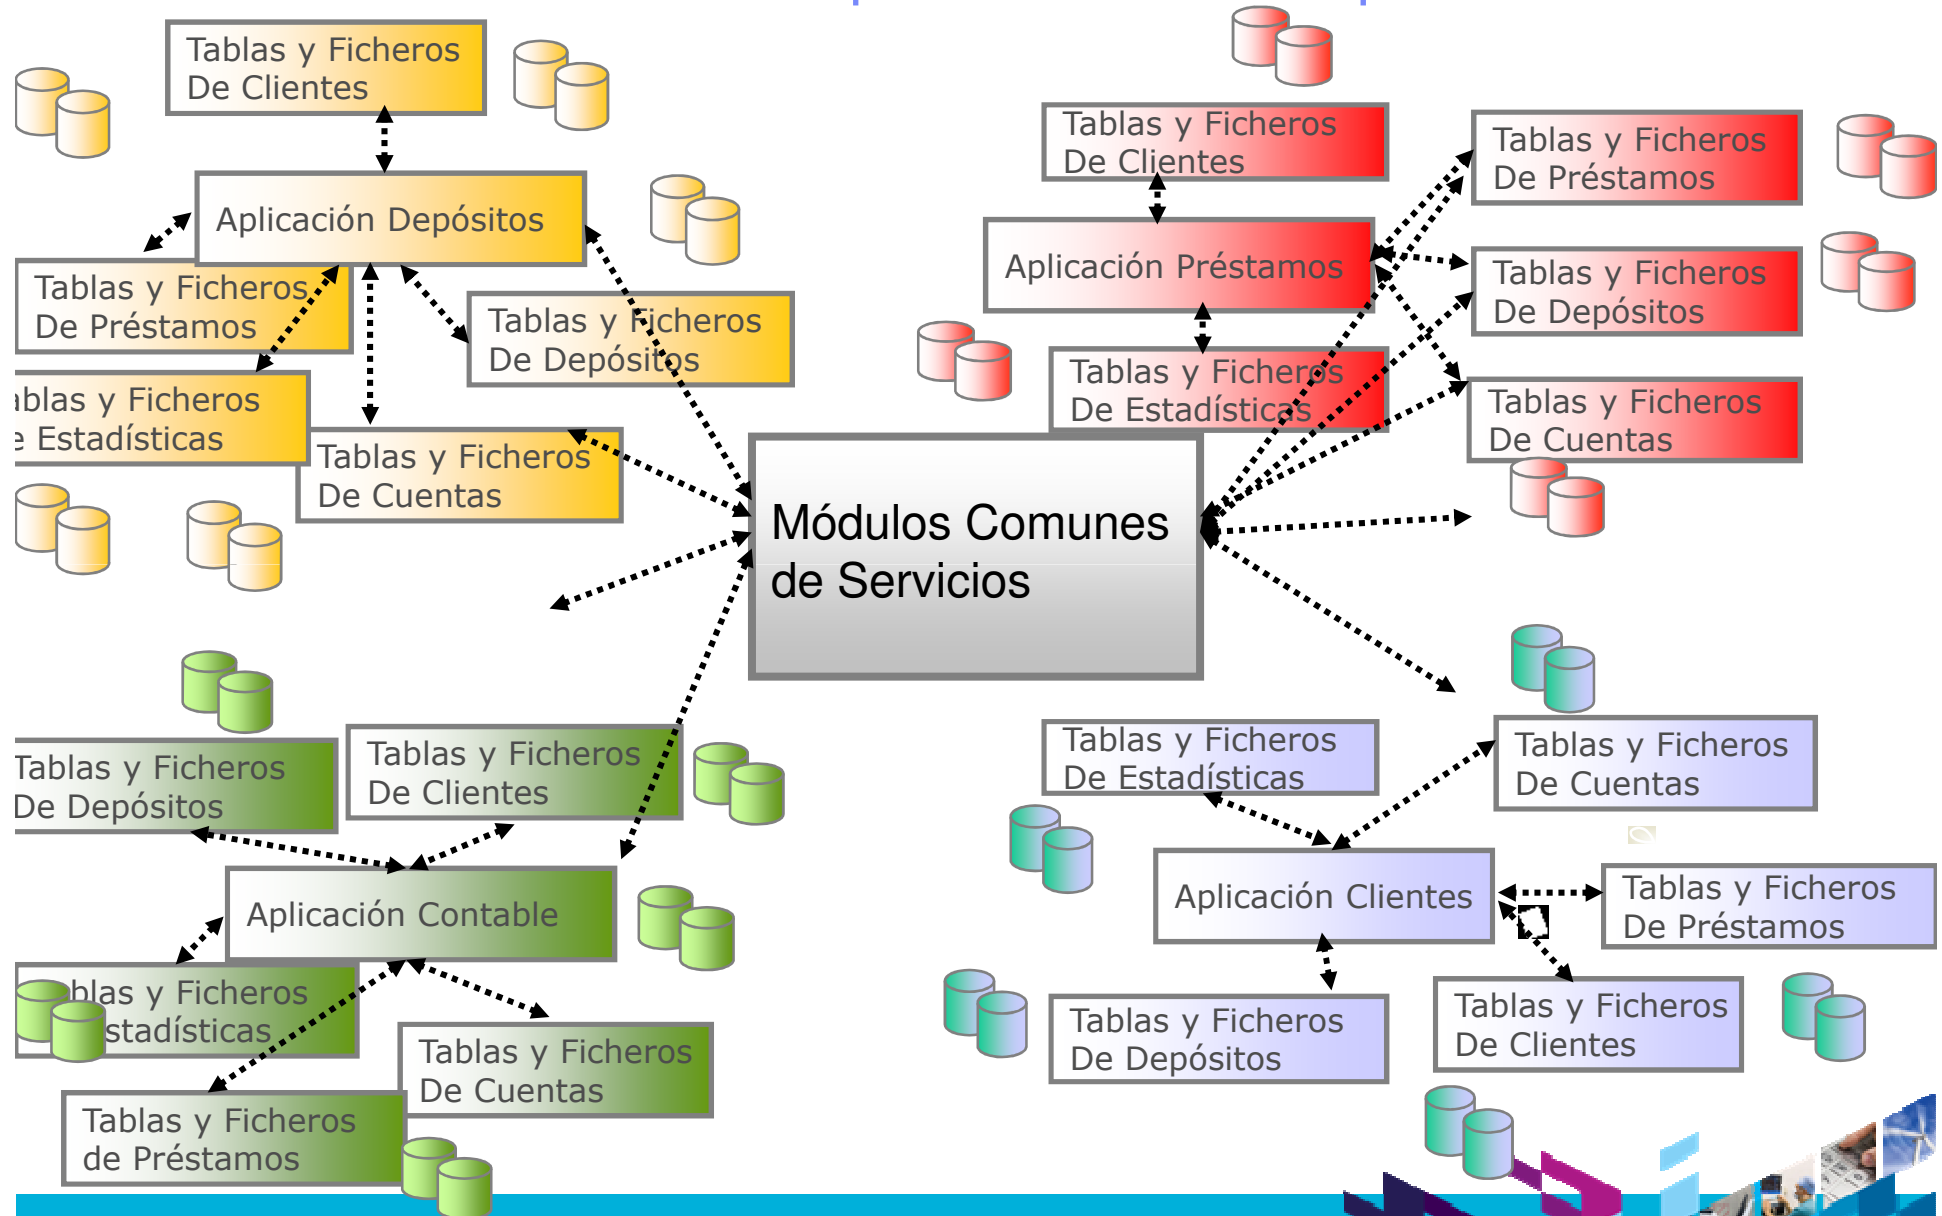 Tablas y Ficheros
De Clientes
Aplicación Depósitos
Tablas y Ficheros
De Préstamos
Tablas y Ficheros
De Depósitos
ablas y Ficheros
e Estadísticas
Tablas y Ficheros
De Cuentas
Tablas y Ficheros
De Clientes
Tablas y Ficheros
De Préstamos
Aplicación Préstamos
Tablas y Ficheros
De Depósitos
Tablas y Ficheros
De Estadísticas
Tablas y Ficheros
De Cuentas
Módulos Comunes
de Servicios
Tablas y Ficheros
De Depósitos
Tablas y Ficheros
De Clientes
Aplicación Contable
blas y Ficheros
stadísticas
Tablas y Ficheros
De Cuentas
Tablas y Ficheros
de Préstamos
Tablas y Ficheros
De Estadísticas
Tablas y Ficheros
De Cuentas
Aplicación Clientes
Tablas y Ficheros
De Préstamos
Tablas y Ficheros
De Depósitos
Tablas y Ficheros
De Clientes